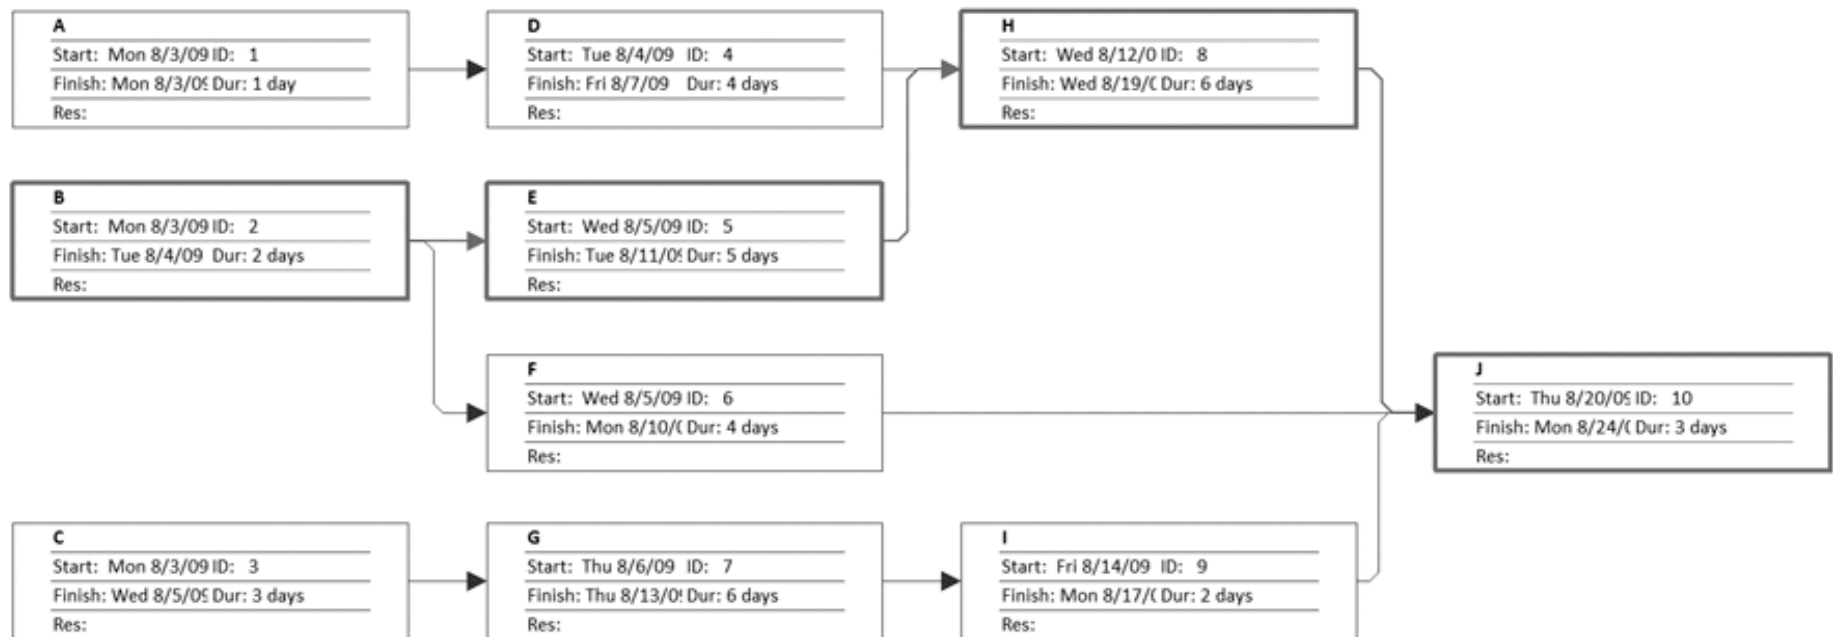 A
Start: Mon 8/3/09 ID: 1
Finish: Mon 8/3/09 Dur: 1 day
Res:
D
Start: Tue 8/4/09 ID: 4
Finish: Fri 8/7/09 Dur: 4 days
Res:
H
Start: Wed 8/12/0 ID: 8
Finish: Wed 8/19/0 Dur: 6 days
Res:
B
Start: Mon 8/3/09 ID: 2
Finish: Tue 8/4/09 Dur: 2 days
Res:
E
Start: Wed 8/5/09 ID: 5
Finish: Tue 8/11/09 Dur: 5 days
Res:
F
Start: Wed 8/5/09 ID: 6
Finish: Mon 8/10/0 Dur: 4 days
Res:
J
Start: Thu 8/20/09 ID: 10
Finish: Mon 8/24/0 Dur: 3 days
Res:
C
Start: Mon 8/3/09 ID: 3
Finish: Wed 8/5/09 Dur: 3 days
Res:
G
Start: Thu 8/6/09 ID: 7
Finish: Thu 8/13/09 Dur: 6 days
Res:
I
Start: Fri 8/14/09 ID: 9
Finish: Mon 8/17/0 Dur: 2 days
Res: